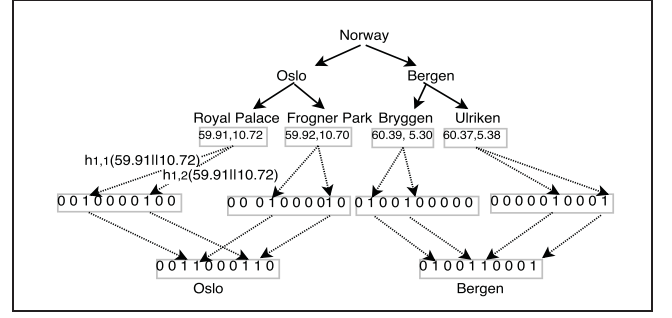 Norway
Oslo Bergen
Royal Palace Frogner Park Bryggen Ulriken
59.91,10.72 59.92,10.70 60.39, 5.30 60.37,5.38
h1,1(59.91ll10.72)
h1,2(59.91ll10.72)
0 0 1 0 0 0 0 1 0 0 0 0 0 1 0 0 0 0 1 0 0 1 0 0 1 0 0 0 0 0 0 0 0 0 0 1 0 0 0 1
0 0 1 1 0 0 0 1 1 0 0 1 0 0 1 1 0 0 0 1
Oslo Bergen